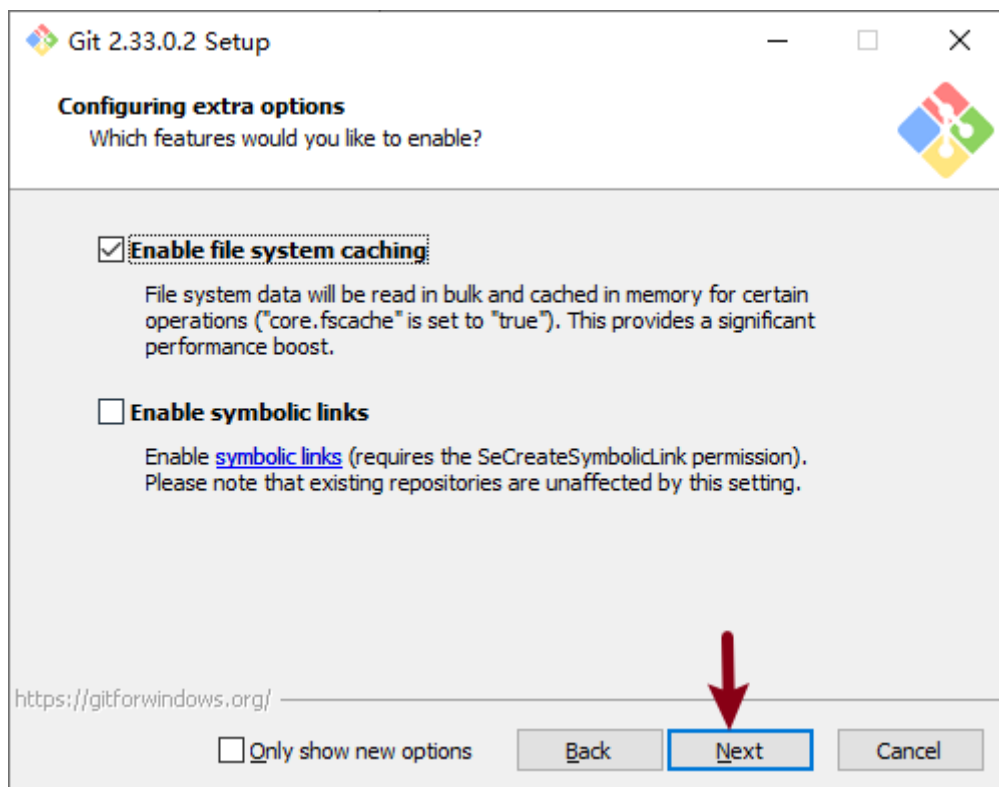 Git 2.33.0.2 Setup
Configuring extra options
Which features would you like to enable?
Enable file system caching
File system data will be read in bulk and cached in memory for certain
operations ("core.fscache" is set to "true"). This provides a significant
performance boost.
Enable symbolic links
Enable symbolic links (requires the SeCreateSymbolicLink permission).
Please note that existing repositories are unaffected by this setting.
https://gitforwindows.org/
Only show new options
Back
Next
Cancel